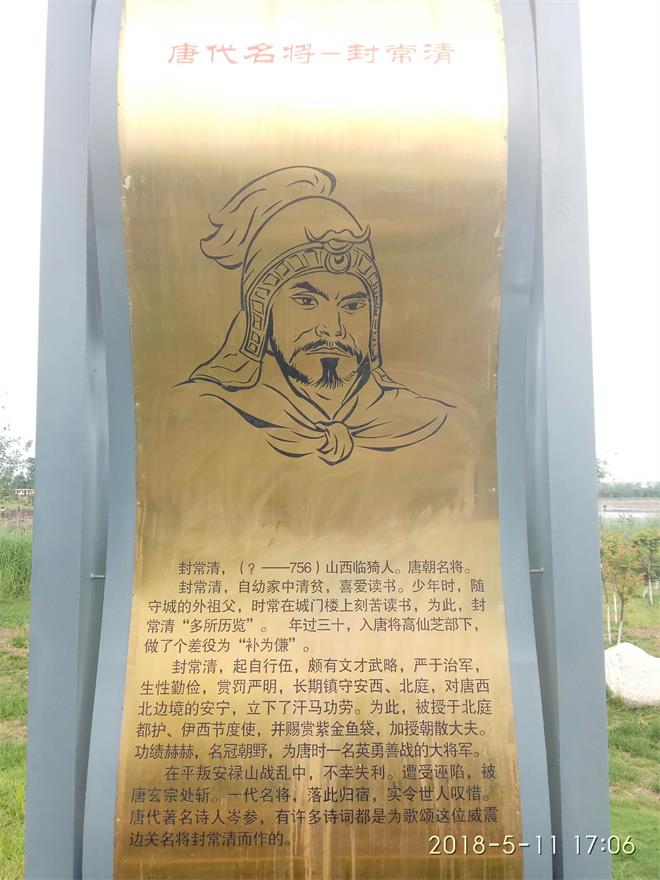 唐代名将-封常清
封常清，（？——756）山西临猗人。唐朝名将。
封常清，自幼家中清贫，喜爱读书。少年时，随
守城的外祖父，时常在城门楼上刻苦读书，为此，封
常清“多所历览”。 年过三十，入唐将高仙芝部下，
做了个差役为“补为傔”。
封常清，起自行伍，颇有文才武略，严于治军，
生性勤俭，赏罚严明，长期镇守安西、北庭，对唐西
北边境的安宁，立下了汗马功劳。为此，被授于北庭
都护、伊西节度使，并赐赏紫金鱼袋，加授朝散大夫。
功绩赫赫，名冠朝野，为唐时一名英勇善战的大将军。
在平叛安禄山战乱中，不幸失利。遭受诬陷，被
唐玄宗处斩。一代名将，落此归宿，实令世人叹惜。
唐代著名诗人岑参，有许多诗词都是为歌颂这位威震
边关名将封常清而作的。
2018-5-11 17:06